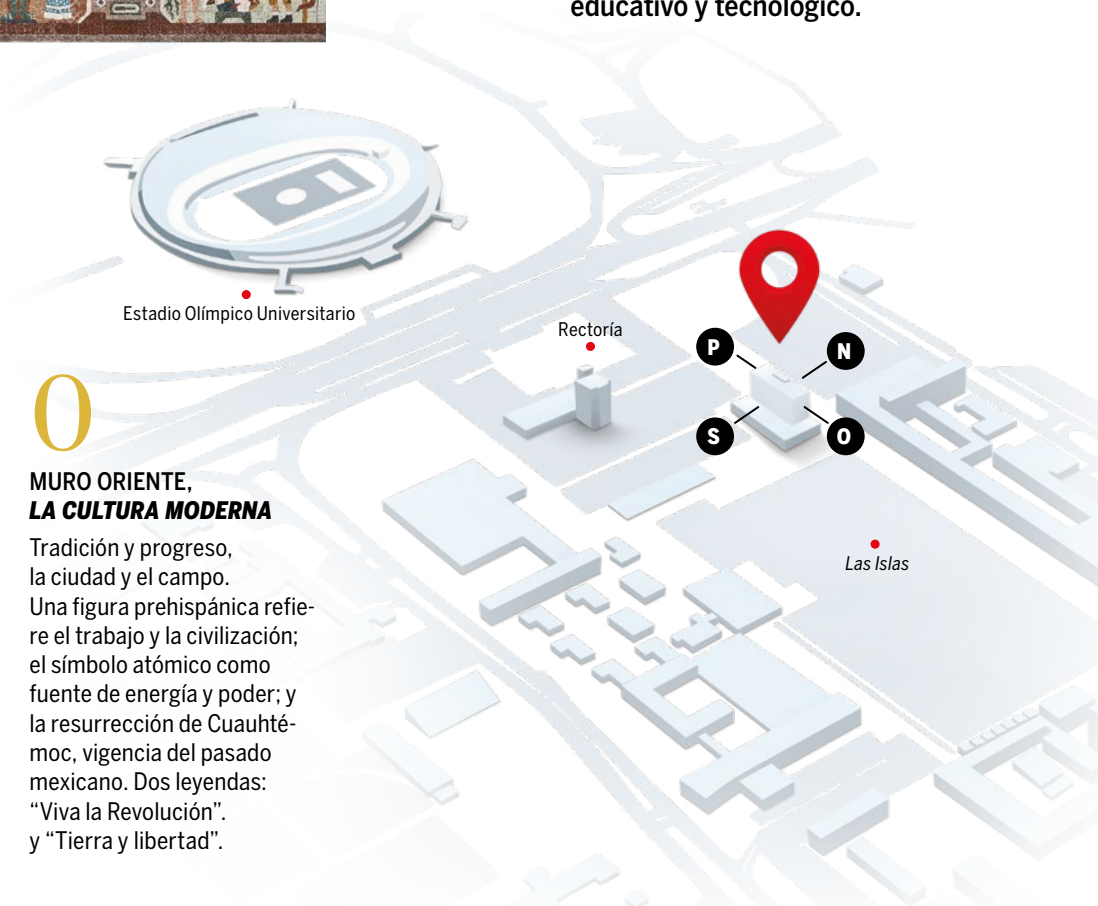 educativo y tecnológico.
Estadio Olímpico Universitario
Rectoría
P
N
S
O
Las Islas
O
MURO ORIENTE,
LA CULTURA MODERNA
Tradición y progreso,
la ciudad y el campo.
Una figura prehispánica refie-
re el trabajo y la civilización;
el símbolo atómico como
fuente de energía y poder; y
la resurrección de Cuauhté-
moc, vigencia del pasado
mexicano. Dos leyendas:
“Viva la Revolución”.
y “Tierra y libertad”.